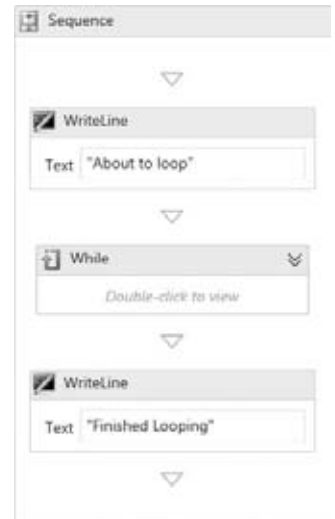 Sequence
WriteLine
Text "About to loop"
While
Double-click to view
WriteLine
Text "Finished Looping"